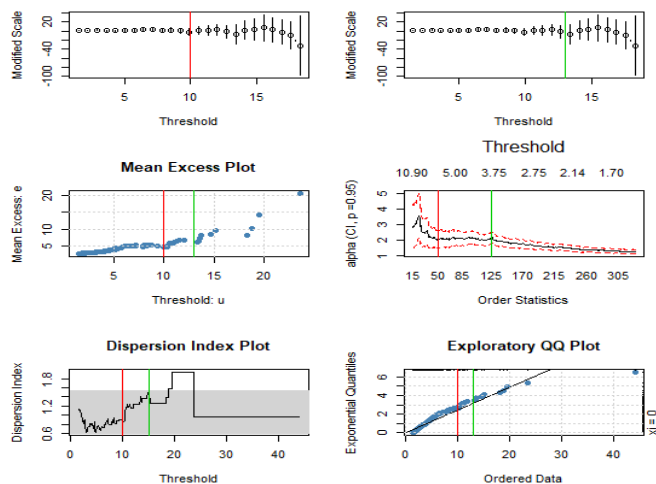 Modified Scale
-100
-40
20
5
10
15
Threshold
Modified Scale
-100
-40
20
5
10
15
Threshold
Mean Excess Plot
Mean Excess: e
5
10
20
5
10
15
20
Threshold: u
Threshold
10.90 5.00 3.75 2.75 2.14 1.70
alpha (CI, p =0.95)
1
2
3
4
5
15 50 85 125 170 215 260 305
Order Statistics
Dispersion Index Plot
Dispersion Index
0.6
1.2
1.8
0
10
20
30
40
Threshold
Exploratory QQ Plot
Exponential Quantiles
0
2
4
6
0
10
20
30
40
Ordered Data
xi = 0